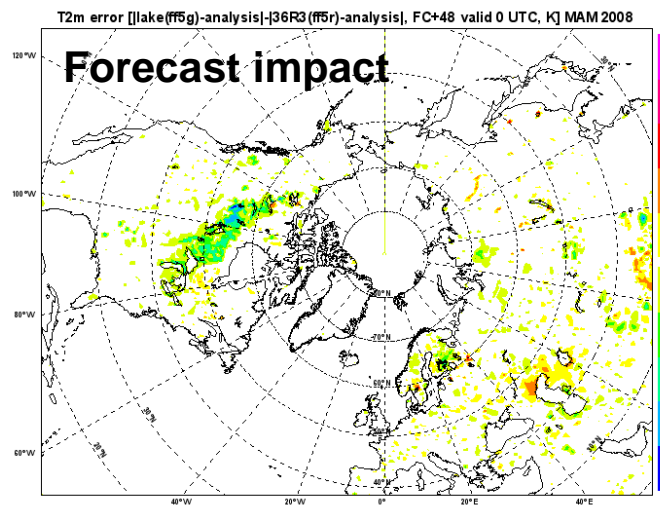 T2m error [|lake(ff5g)-analysis|-|36R3(ff5r)-analysis|, FC+48 valid 0 UTC, K] MAM 2008
Forecast impact
120°W
100°W
80°W
60°W
70°N
40°W
20°W
0°
20°E
40°E